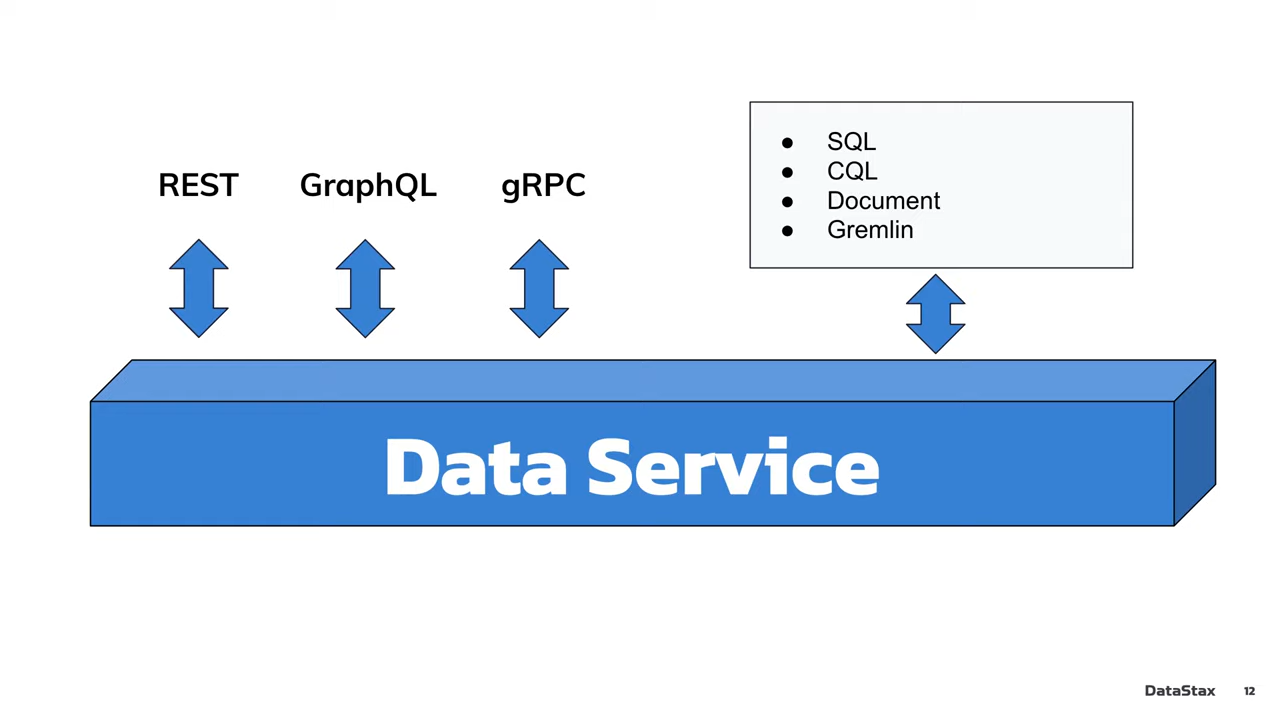 REST GraphQL gRPC
● SQL
● CQL
● Document
● Gremlin
Data Service
DataStax 12